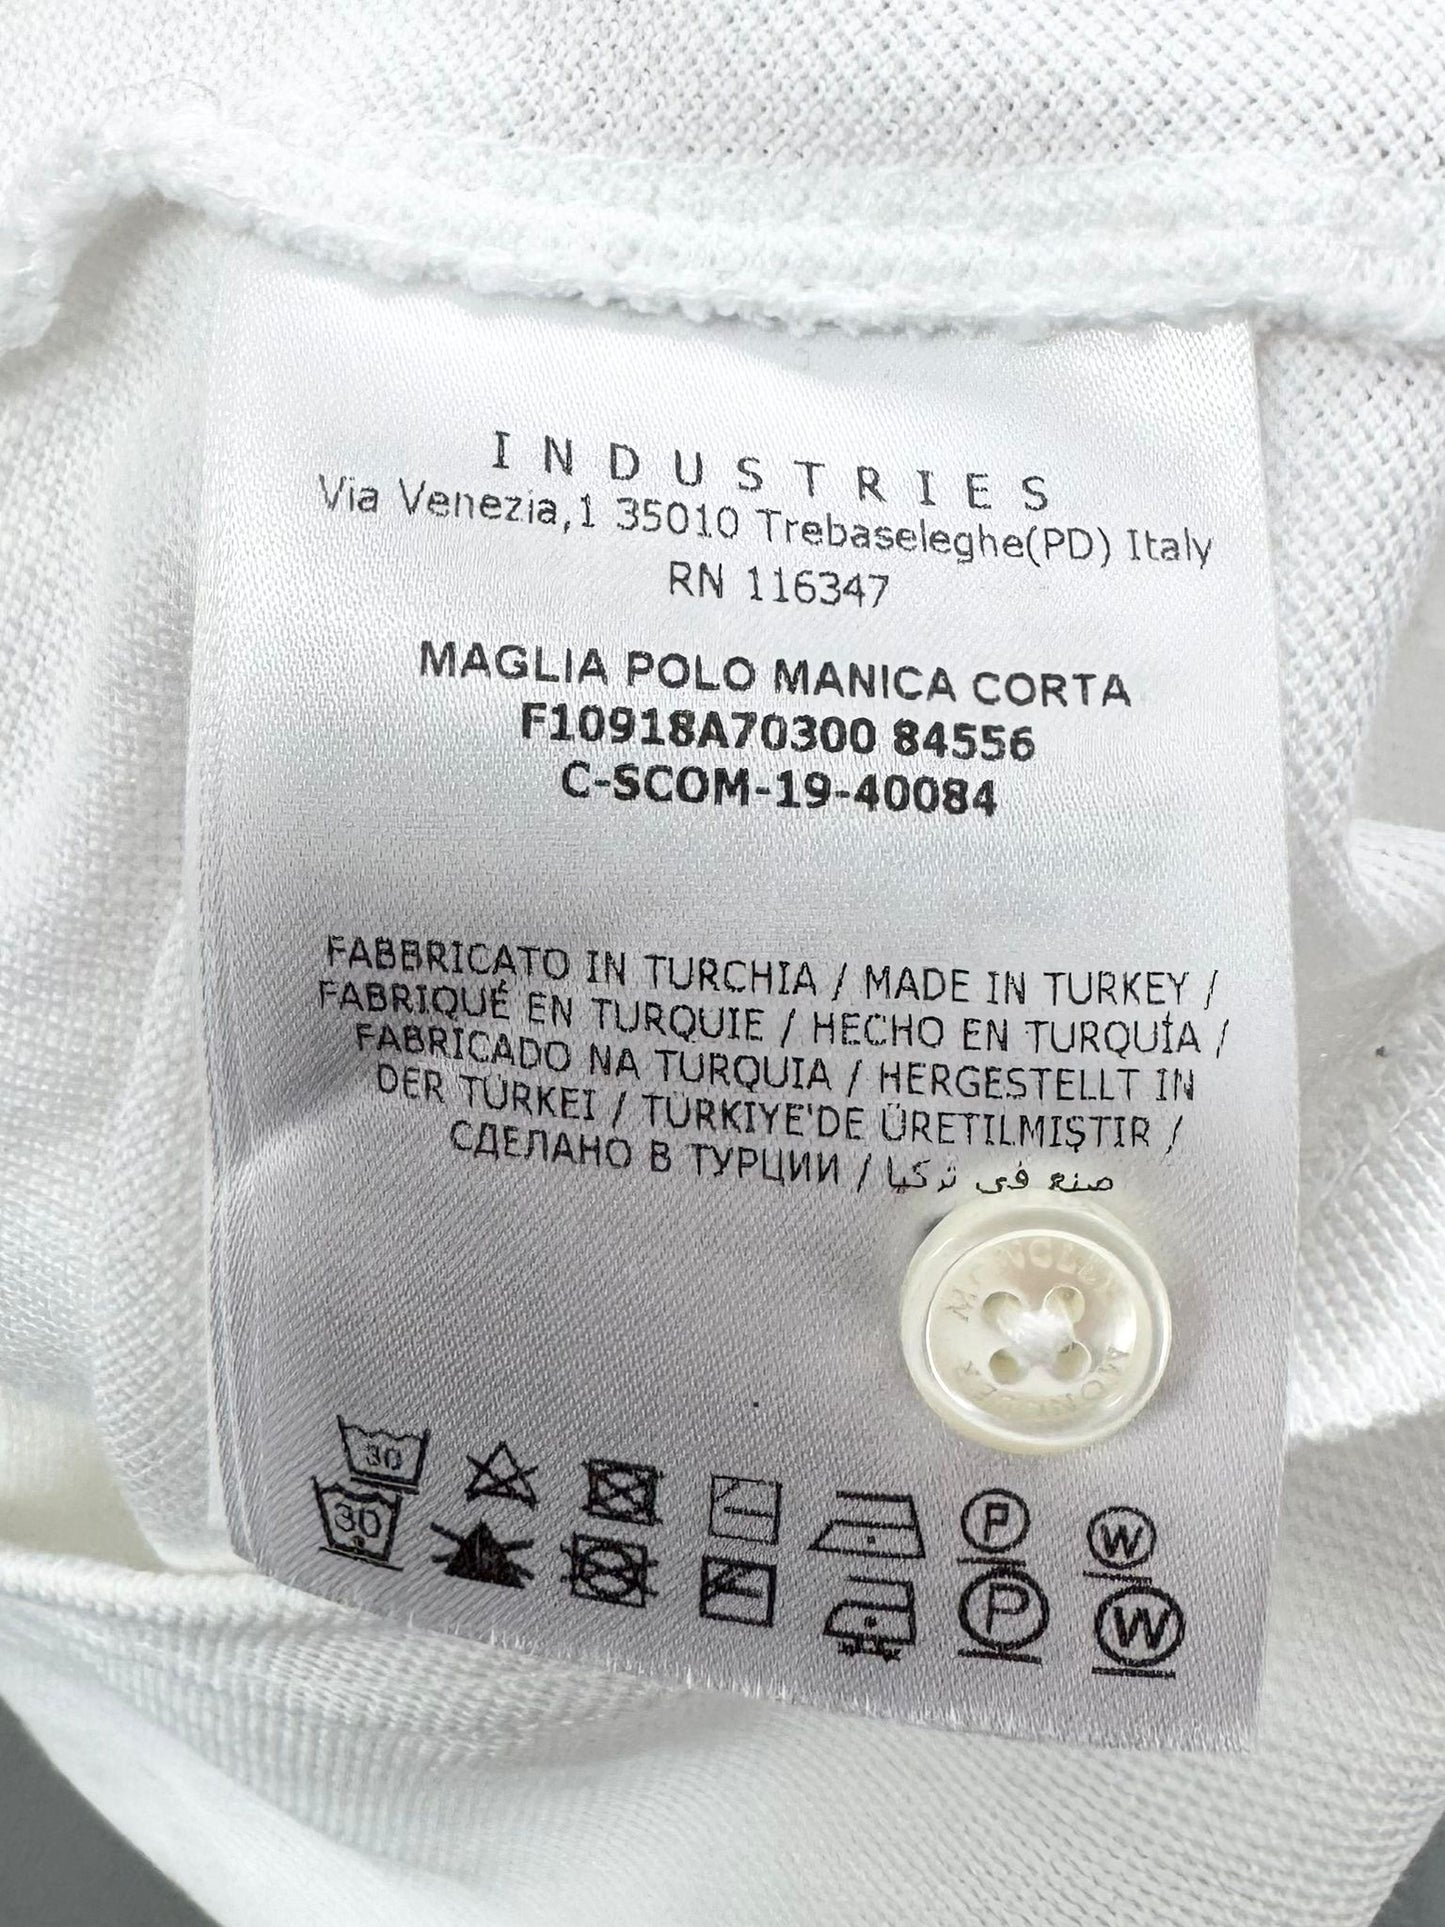 INDUSTRIES
Via Venezia,1 35010 Trebaseleghe(PD) Italy
RN 116347
MAGLIA POLO MANICA CORTA
F10918A70300 84556
C-SCOM-19-40084
FABBRICATO IN TURCHIA / MADE IN TURKEY /
FABRIQUÉ EN TURQUIE / HECHO EN TURQUÍA /
FABRICADO NA TURQUIA / HERGESTELLT IN
DER TÜRKEI / TÜRKIYE'DE ÜRETILMIŞTIR /
СДЕЛАНО В ТУРЦИИ / صنع في تركيا
MONCLER
MONCLER
30
P
W
30
P
W